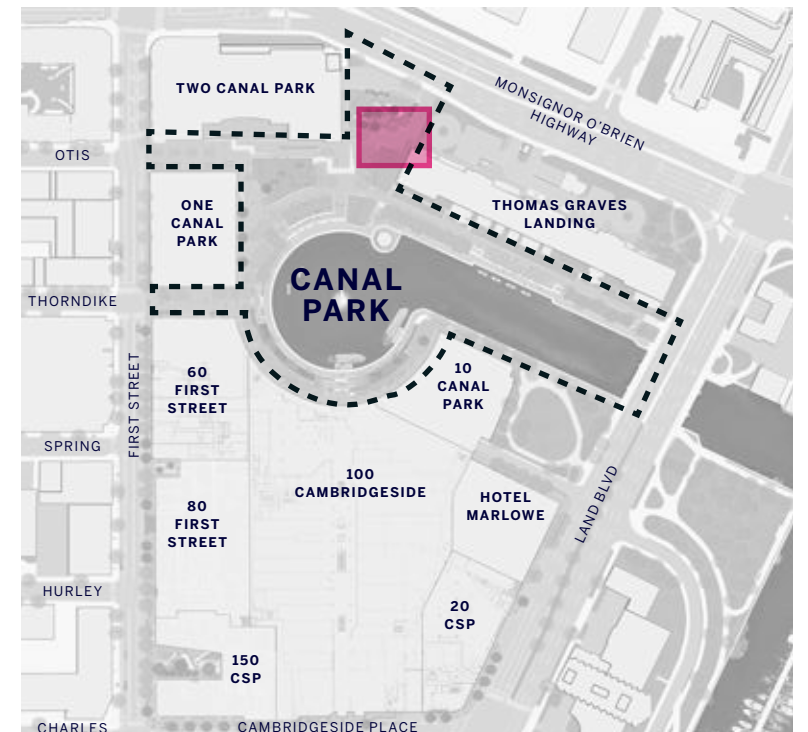 TWO CANAL PARK
MONSIGNOR O'BRIEN
HIGHWAY
OTIS
ONE
CANAL
PARK
THOMAS GRAVES
LANDING
CANAL
PARK
THORNDIKE
60
FIRST
STREET
10
CANAL
PARK
FIRST STREET
SPRING
100
CAMBRIDGESIDE
HOTEL
MARLOWE
LAND BLVD
80
FIRST
STREET
HURLEY
20
CSP
150
CSP
CHARLES
CAMBRIDGESIDE PLACE